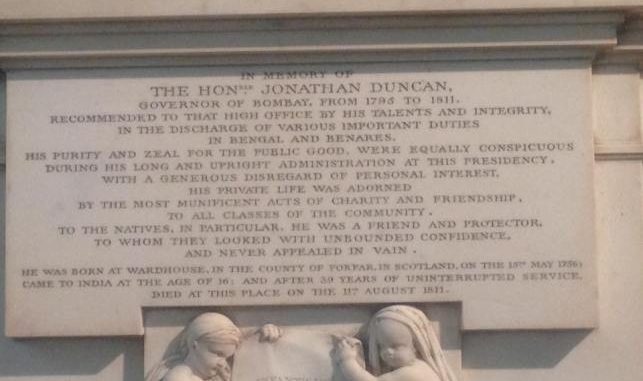 IN MEMORY OF
THE HONBLE JONATHAN DUNCAN,
GOVERNOR OF BOMBAY, FROM 1795 TO 1811.
RECOMMENDED TO THAT HIGH OFFICE BY HIS TALENTS AND INTEGRITY,
IN THE DISCHARGE OF VARIOUS IMPORTANT DUTIES
IN BENGAL AND BENARES.
HIS PURITY AND ZEAL FOR THE PUBLIC GOOD, WERE EQUALLY CONSPICUOUS
DURING HIS LONG AND UPRIGHT ADMINISTRATION AT THIS PRESIDENCY,
WITH A GENEROUS DISREGARD OF PERSONAL INTEREST,
HIS PRIVATE LIFE WAS ADORNED
BY THE MOST MUNIFICENT ACTS OF CHARITY AND FRIENDSHIP,
TO ALL CLASSES OF THE COMMUNITY.
TO THE NATIVES, IN PARTICULAR, HE WAS A FRIEND AND PROTECTOR,
TO WHOM THEY LOOKED WITH UNBOUNDED CONFIDENCE,
AND NEVER APPEALED IN VAIN.
HE WAS BORN AT WARDHOUSE, IN THE COUNTY OF FORFAR, IN SCOTLAND, ON THE 15TH MAY 1756;
CAME TO INDIA AT THE AGE OF 16; AND AFTER 39 YEARS OF UNINTERRUPTED SERVICE,
DIED AT THIS PLACE ON THE 11TH AUGUST 1811.